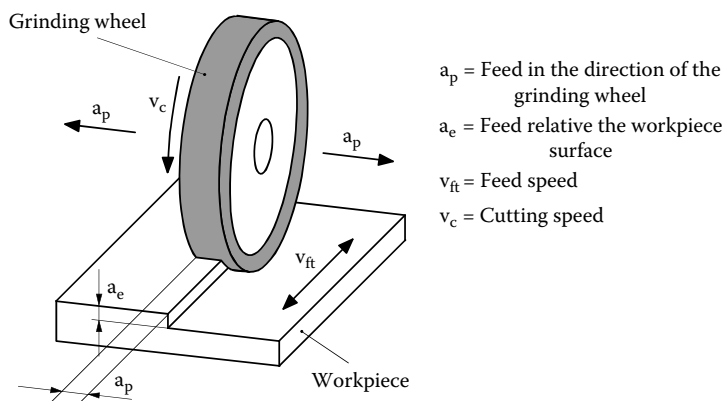 Grinding wheel
a_p
v_c
a_p
v_ft
a_e
a_p
Workpiece
a_p = Feed in the direction of the
grinding wheel
a_e = Feed relative the workpiece
surface
v_ft = Feed speed
v_c = Cutting speed